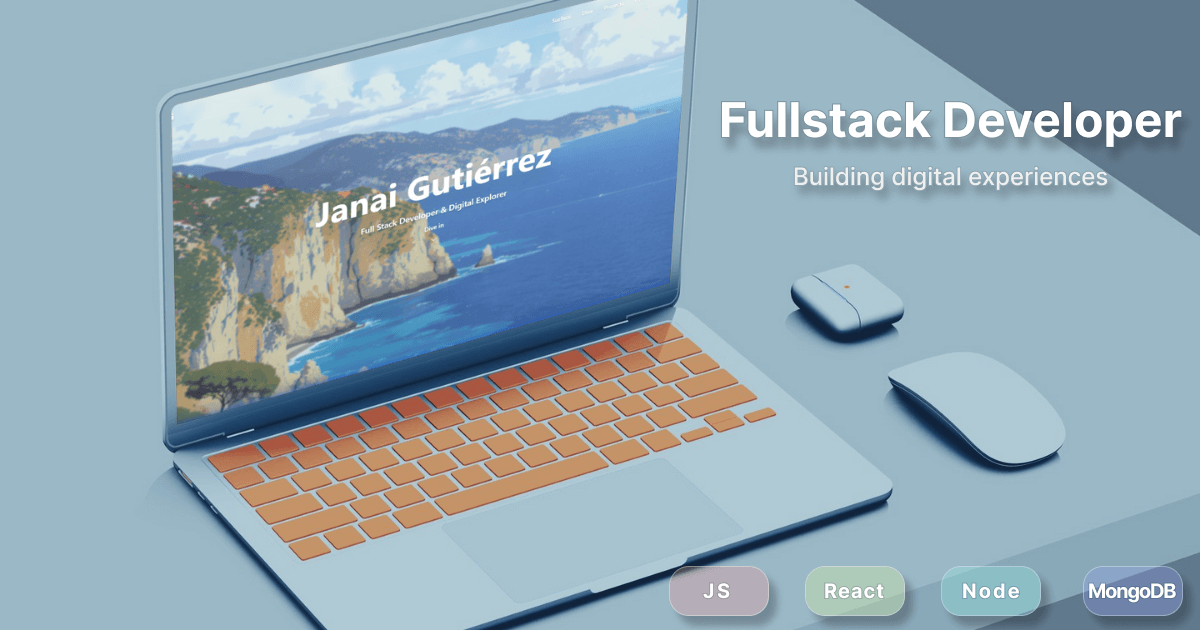 Fullstack Developer
Building digital experiences
Janai Gutiérrez
Full Stack Developer & Digital Explorer
Dive in
JS
React
Node
MongoDB